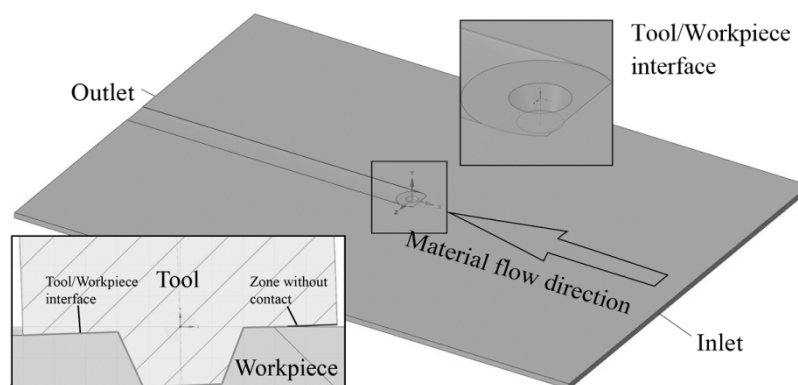 Tool/Workpiece
interface
Outlet
Y
X
Z
Material flow direction
Tool
Tool/Workpiece
interface
Zone without
contact
Workpiece
Inlet